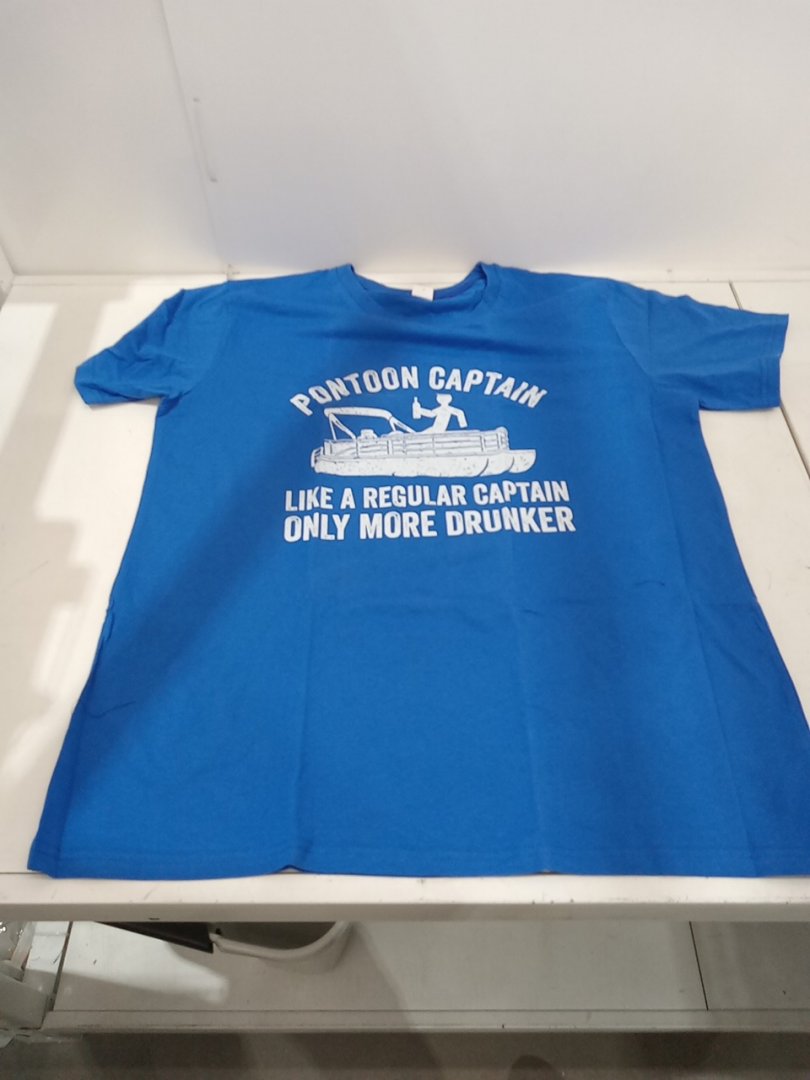 PONTOON CAPTAIN
LIKE A REGULAR CAPTAIN
ONLY MORE DRUNKER